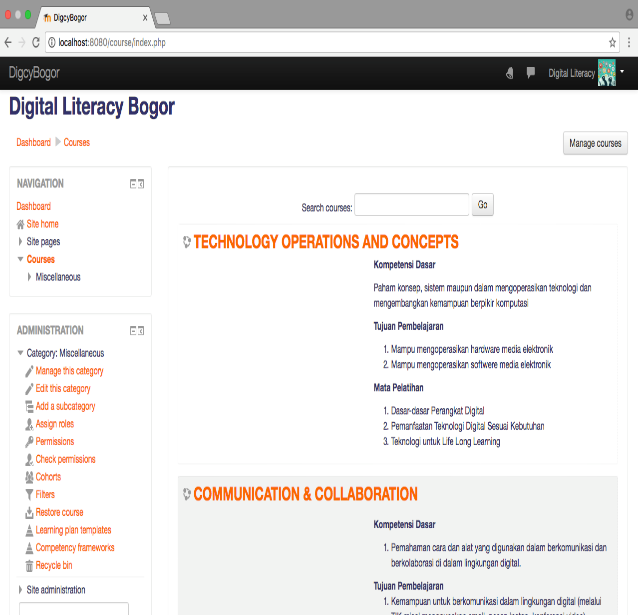 DigcyBogor
localhost:8080/course/index.php
DigcyBogor
Digital Literacy
Digital Literacy Bogor
Dashboard Courses
Manage courses
NAVIGATION
Dashboard
Site home
Site pages
Courses
Miscellaneous
ADMINISTRATION
Category: Miscellaneous
Manage this category
Edit this category
Add a subcategory
Assign roles
Permissions
Check permissions
Cohorts
Filters
Restore course
Learning plan templates
Competency frameworks
Recycle bin
Site administration
Search courses:
Go
TECHNOLOGY OPERATIONS AND CONCEPTS
Kompetensi Dasar
Paham konsep, sistem maupun dalam mengoperasikan teknologi dan
mengembangkan kemampuan berpikir komputasi
Tujuan Pembelajaran
1. Mampu mengoperasikan hardware media elektronik
2. Mampu mengoperasikan softwere media elektronik
Mata Pelatihan
1. Dasar-dasar Perangkat Digital
2. Pemanfaatan Teknologi Digital Sesuai Kebutuhan
3. Teknologi untuk Life Long Learning
COMMUNICATION & COLLABORATION
Kompetensi Dasar
1. Pemahaman cara dan alat yang digunakan dalam berkomunikasi dan
berkolaborasi di dalam lingkungan digital.
Tujuan Pembelajaran
1. Kemampuan untuk berkomunikasi dalam lingkungan digital (melalui